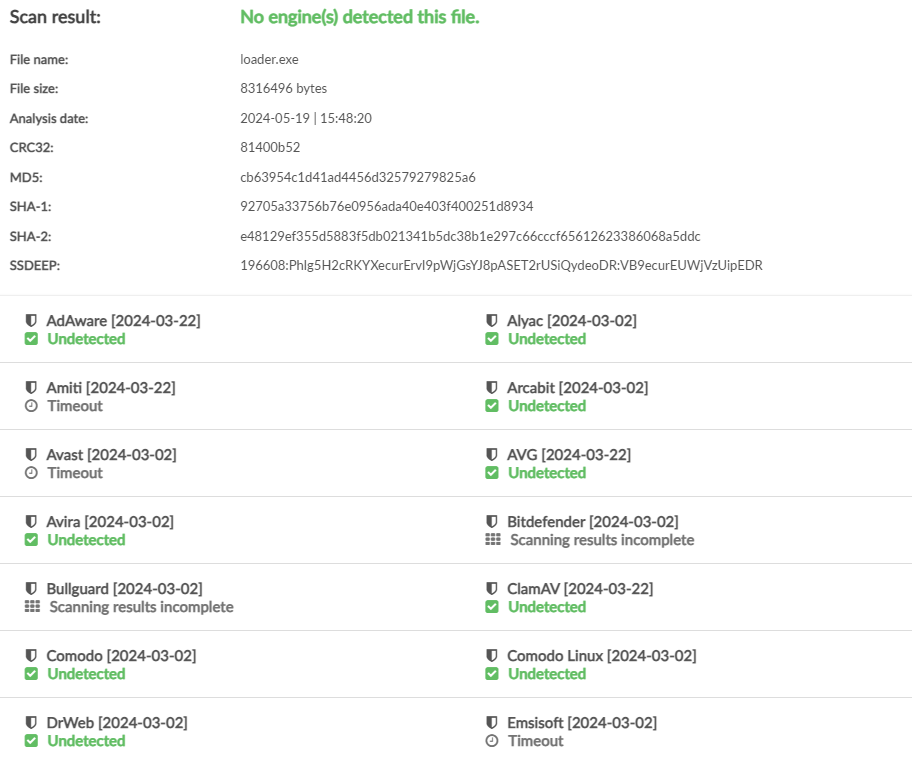 Scan result: No engine(s) detected this file.
File name: loader.exe
File size: 8316496 bytes
Analysis date: 2024-05-19 | 15:48:20
CRC32: 81400b52
MD5: cb63954c1d41ad4456d32579279825a6
SHA-1: 92705a33756b76e0956ada40e403f400251d8934
SHA-2: e48129ef355d5883f5db021341b5dc38b1e297c66cccf65612623386068a5ddc
SSDEEP: 196608:Phlg5H2cRKYXecurErvI9pWjGsYJ8pASET2rUSiQydeoDR:VB9ecurEUWjVzUipEDR
AdAware [2024-03-22] Alyac [2024-03-02]
Undetected Undetected
Amiti [2024-03-22] Arcabit [2024-03-02]
Timeout Undetected
Avast [2024-03-02] AVG [2024-03-22]
Timeout Undetected
Avira [2024-03-02] Bitdefender [2024-03-02]
Undetected Scanning results incomplete
Bullguard [2024-03-02] ClamAV [2024-03-22]
Scanning results incomplete Undetected
Comodo [2024-03-02] Comodo Linux [2024-03-02]
Undetected Undetected
DrWeb [2024-03-02] Emsisoft [2024-03-02]
Undetected Timeout